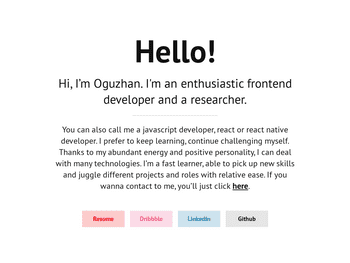 Hello!
Hi, I'm Oguzhan. I'm an enthusiastic frontend
developer and a researcher.
You can also call me a javascript developer, react or react native
developer. I prefer to keep learning, continue challenging myself.
Thanks to my abundant energy and positive personality, I can deal
with many technologies. I'm a fast learner, able to pick up new skills
and juggle different projects and roles with relative ease. If you
wanna contact to me, you'll just click here.
Resume Dribbble Linkedin Github